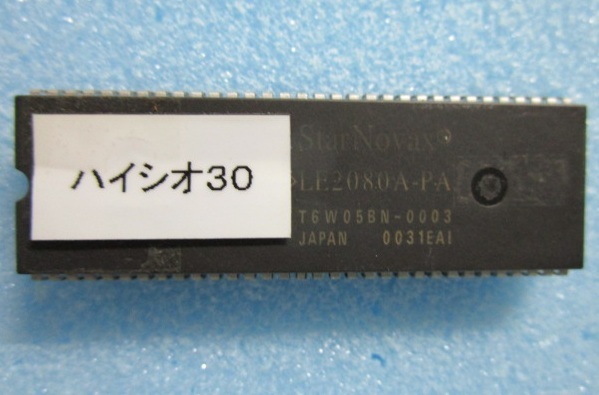 ハイシオ30
StarNovax®
LE2080A-PA
T6W05BN-0003
JAPAN 0031EAI